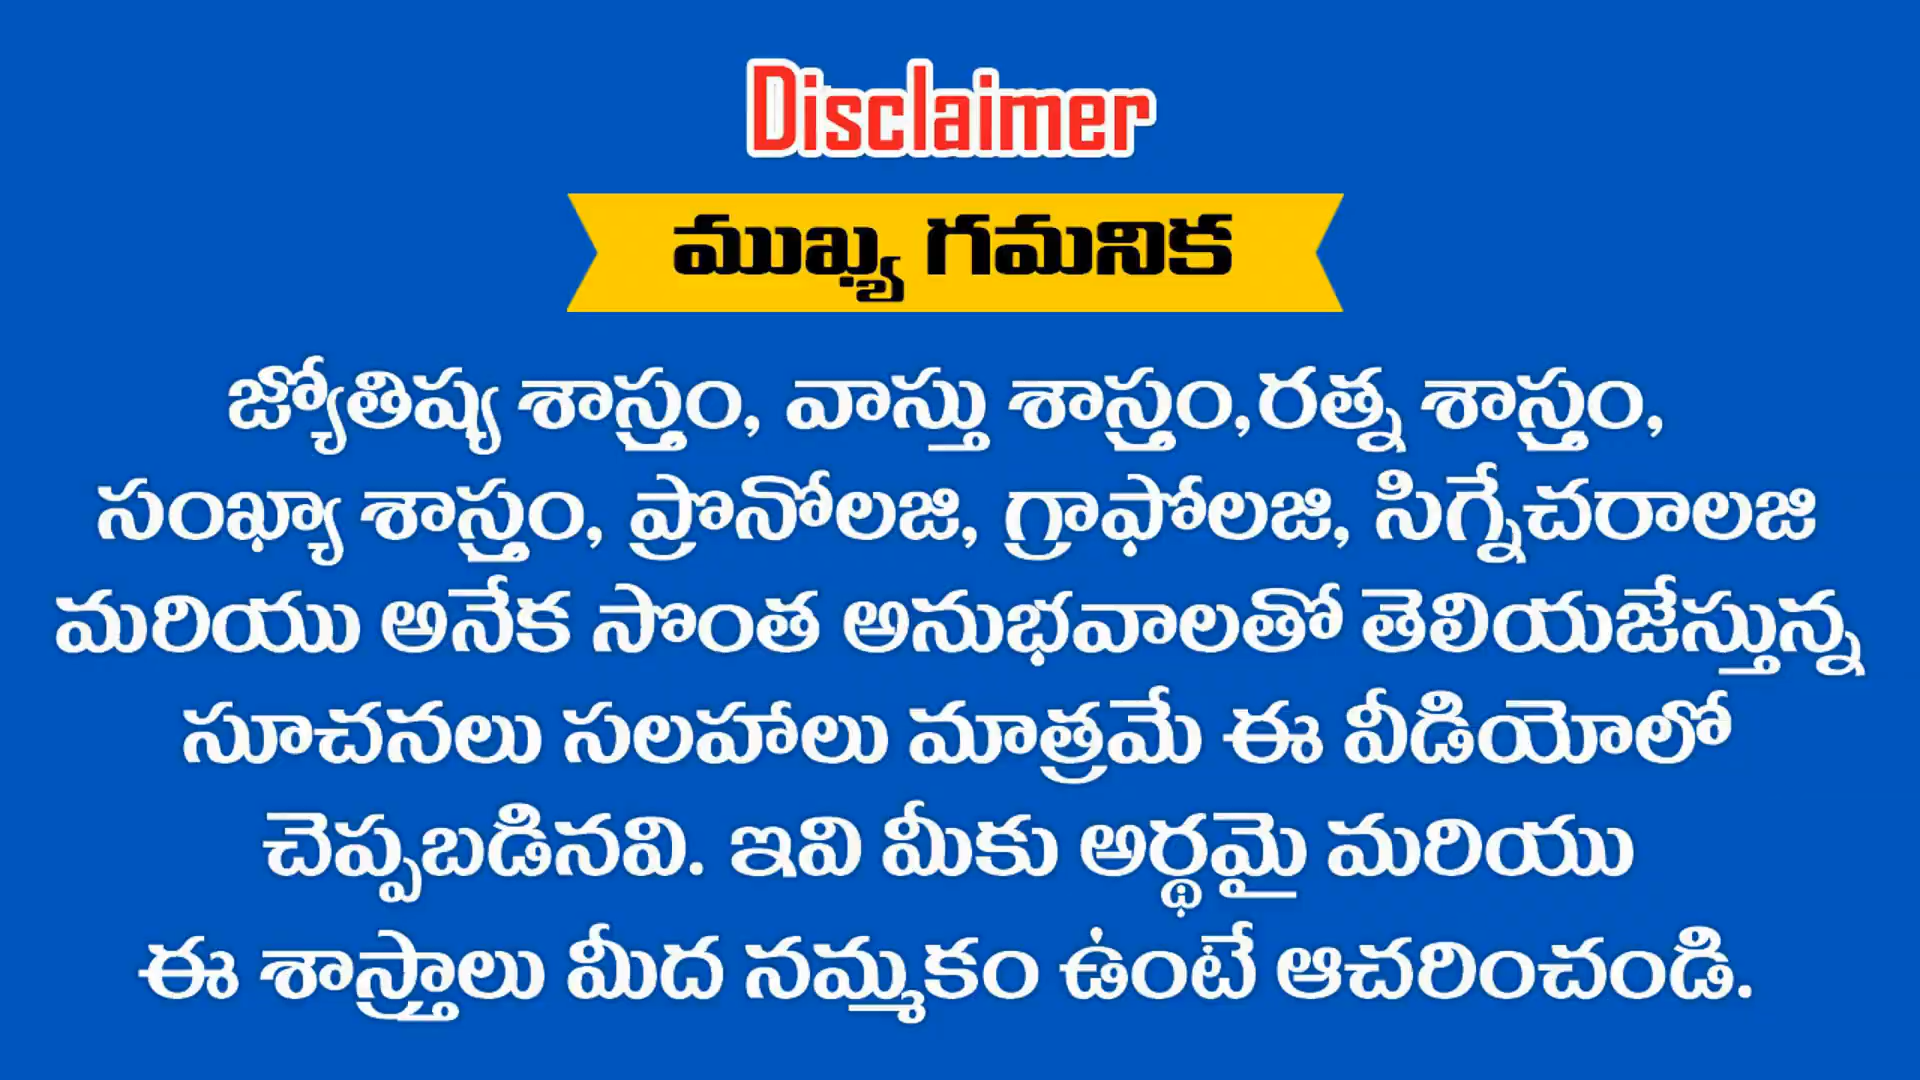 Disclaimer
ముఖ్య గమనిక
జ్యోతిష్య శాస్త్రం, వాస్తు శాస్త్రం,రత్న శాస్త్రం,
సంఖ్యా శాస్త్రం, ప్రొనోలజి, గ్రాఫోలజి, సిగ్నేచరాలజి
మరియు అనేక సొంత అనుభవాలతో తెలియజేస్తున్న
సూచనలు సలహాలు మాత్రమే ఈ వీడియోలో
చెప్పబడినవి. ఇవి మీకు అర్థమై మరియు
ఈ శాస్త్రాలు మీద నమ్మకం ఉంటే ఆచరించండి.